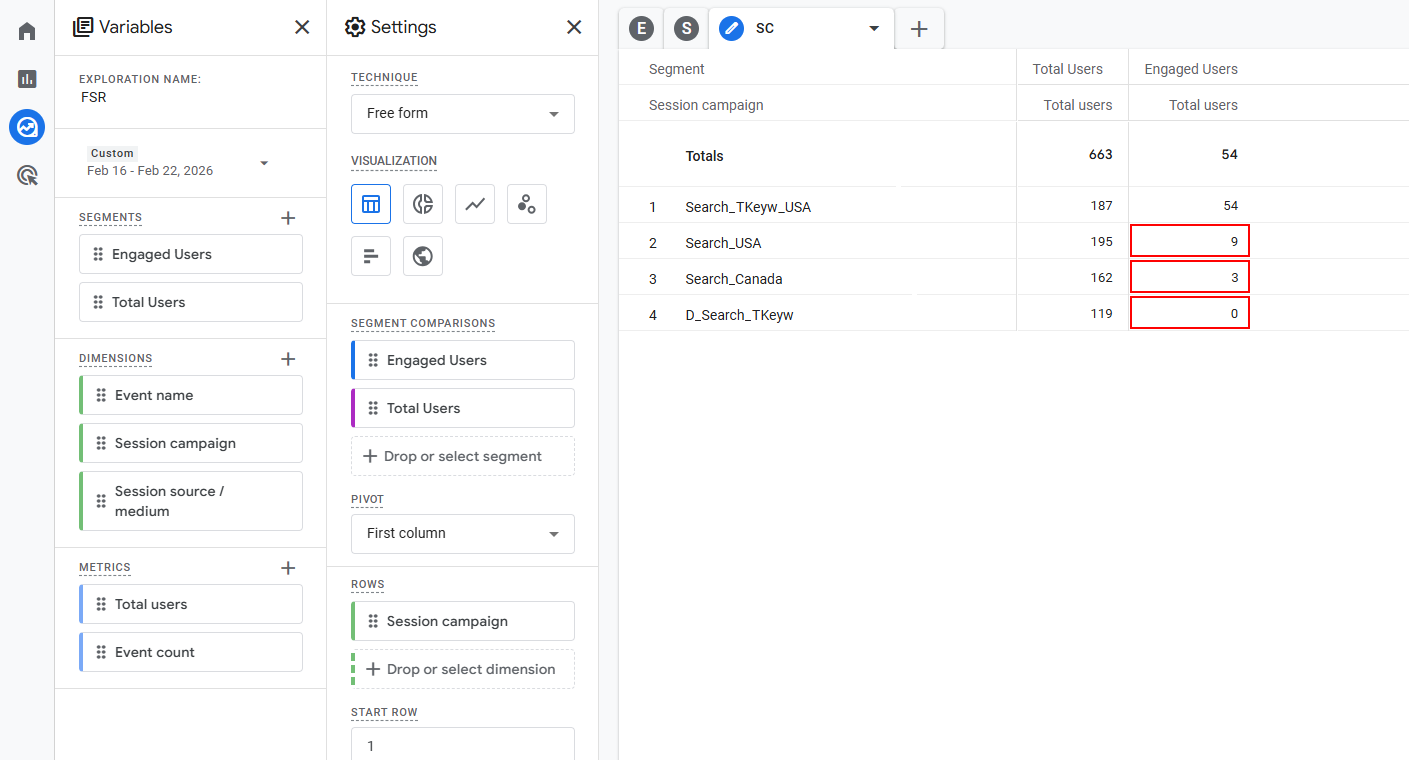 Variables
EXPLORATION NAME:
FSR
Custom
Feb 16 - Feb 22, 2026
SEGMENTS
Engaged Users
Total Users
DIMENSIONS
Event name
Session campaign
Session source /
medium
METRICS
Total users
Event count
Settings
TECHNIQUE
Free form
VISUALIZATION
SEGMENT COMPARISONS
Engaged Users
Total Users
Drop or select segment
PIVOT
First column
ROWS
Session campaign
Drop or select dimension
START ROW
1
E S SC
Segment Total Users Engaged Users
Session campaign Total users Total users
Totals 663 54
1 Search_TKeyw_USA 187 54
2 Search_USA 195 9
3 Search_Canada 162 3
4 D_Search_TKeyw 119 0